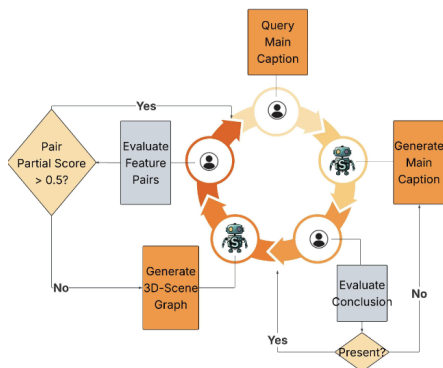 Query
Main
Caption
Yes
Pair
Partial Score
> 0.5?
Evaluate
Feature
Pairs
S
Generate
Main
Caption
S
No
Generate
3D-Scene
Graph
Evaluate
Conclusion
Yes
No
Present?